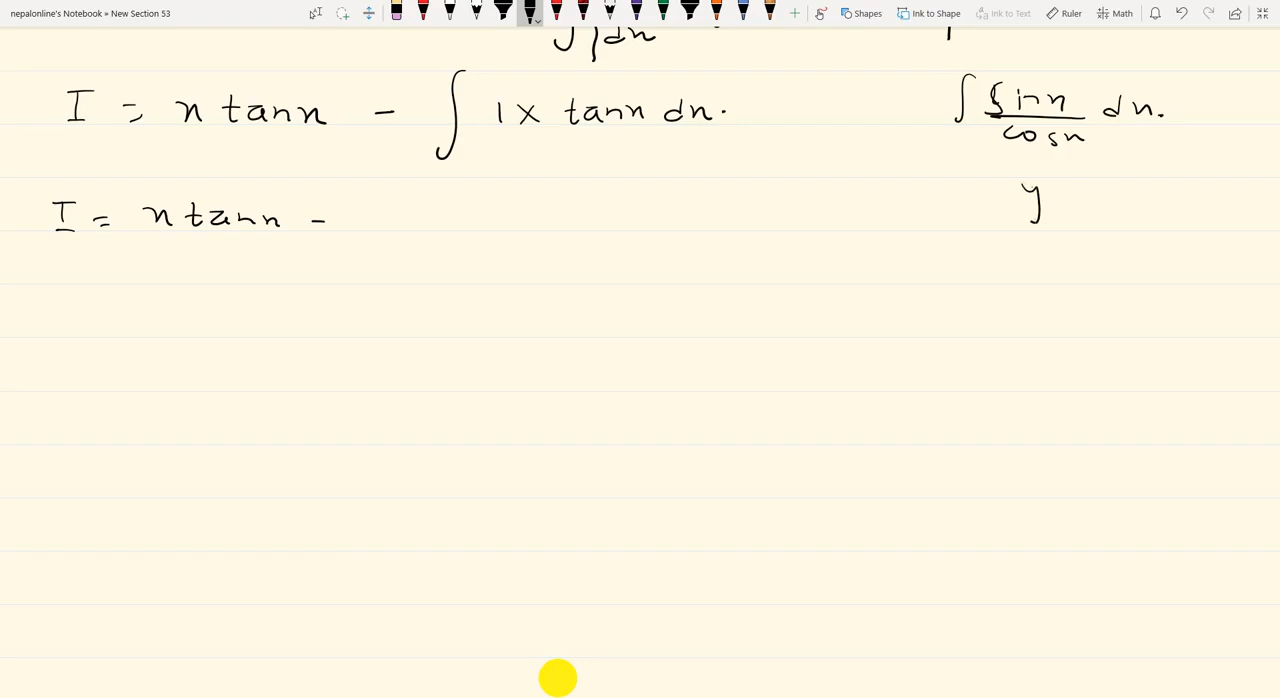 nepalonline's Notebook » New Section 53
Shapes Ink to Shape Ink to Text Ruler Math
∫ dx
I = x tanx - ∫ 1 × tanx dx.
∫ sinx/cosx dx.
y
I = x tanx -